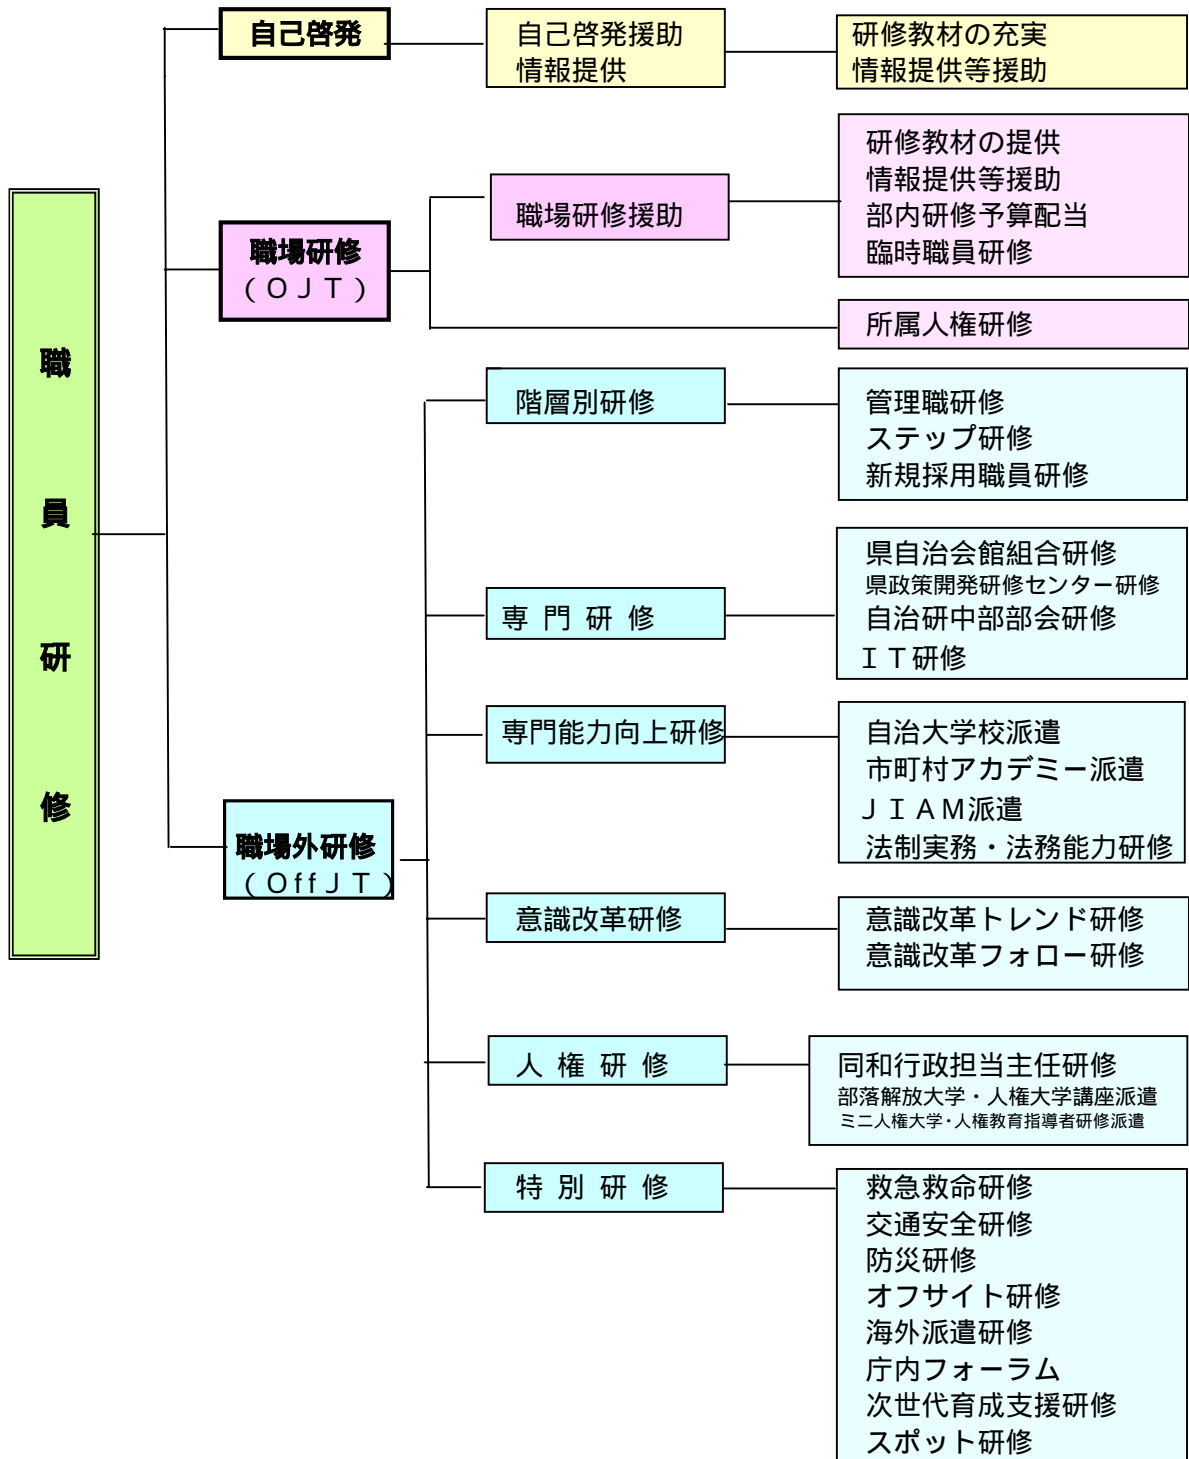 職員研修
自己啓発
自己啓発援助
情報提供
研修教材の充実
情報提供等援助
職場研修
（ＯＪＴ）
職場研修援助
研修教材の提供
情報提供等援助
部内研修予算配当
臨時職員研修
所属人権研修
職場外研修
（OffＪＴ）
階層別研修
管理職研修
ステップ研修
新規採用職員研修
専門研修
県自治会館組合研修
県政策開発研修センター研修
自治研中部部会研修
ＩＴ研修
専門能力向上研修
自治大学校派遣
市町村アカデミー派遣
ＪＩＡＭ派遣
法制実務・法務能力研修
意識改革研修
意識改革トレンド研修
意識改革フォロー研修
人権研修
同和行政担当主任研修
部落解放大学・人権大学講座派遣
ミニ人権大学・人権教育指導者研修派遣
特別研修
救急救命研修
交通安全研修
防災研修
オフサイト研修
海外派遣研修
庁内フォーラム
次世代育成支援研修
スポット研修